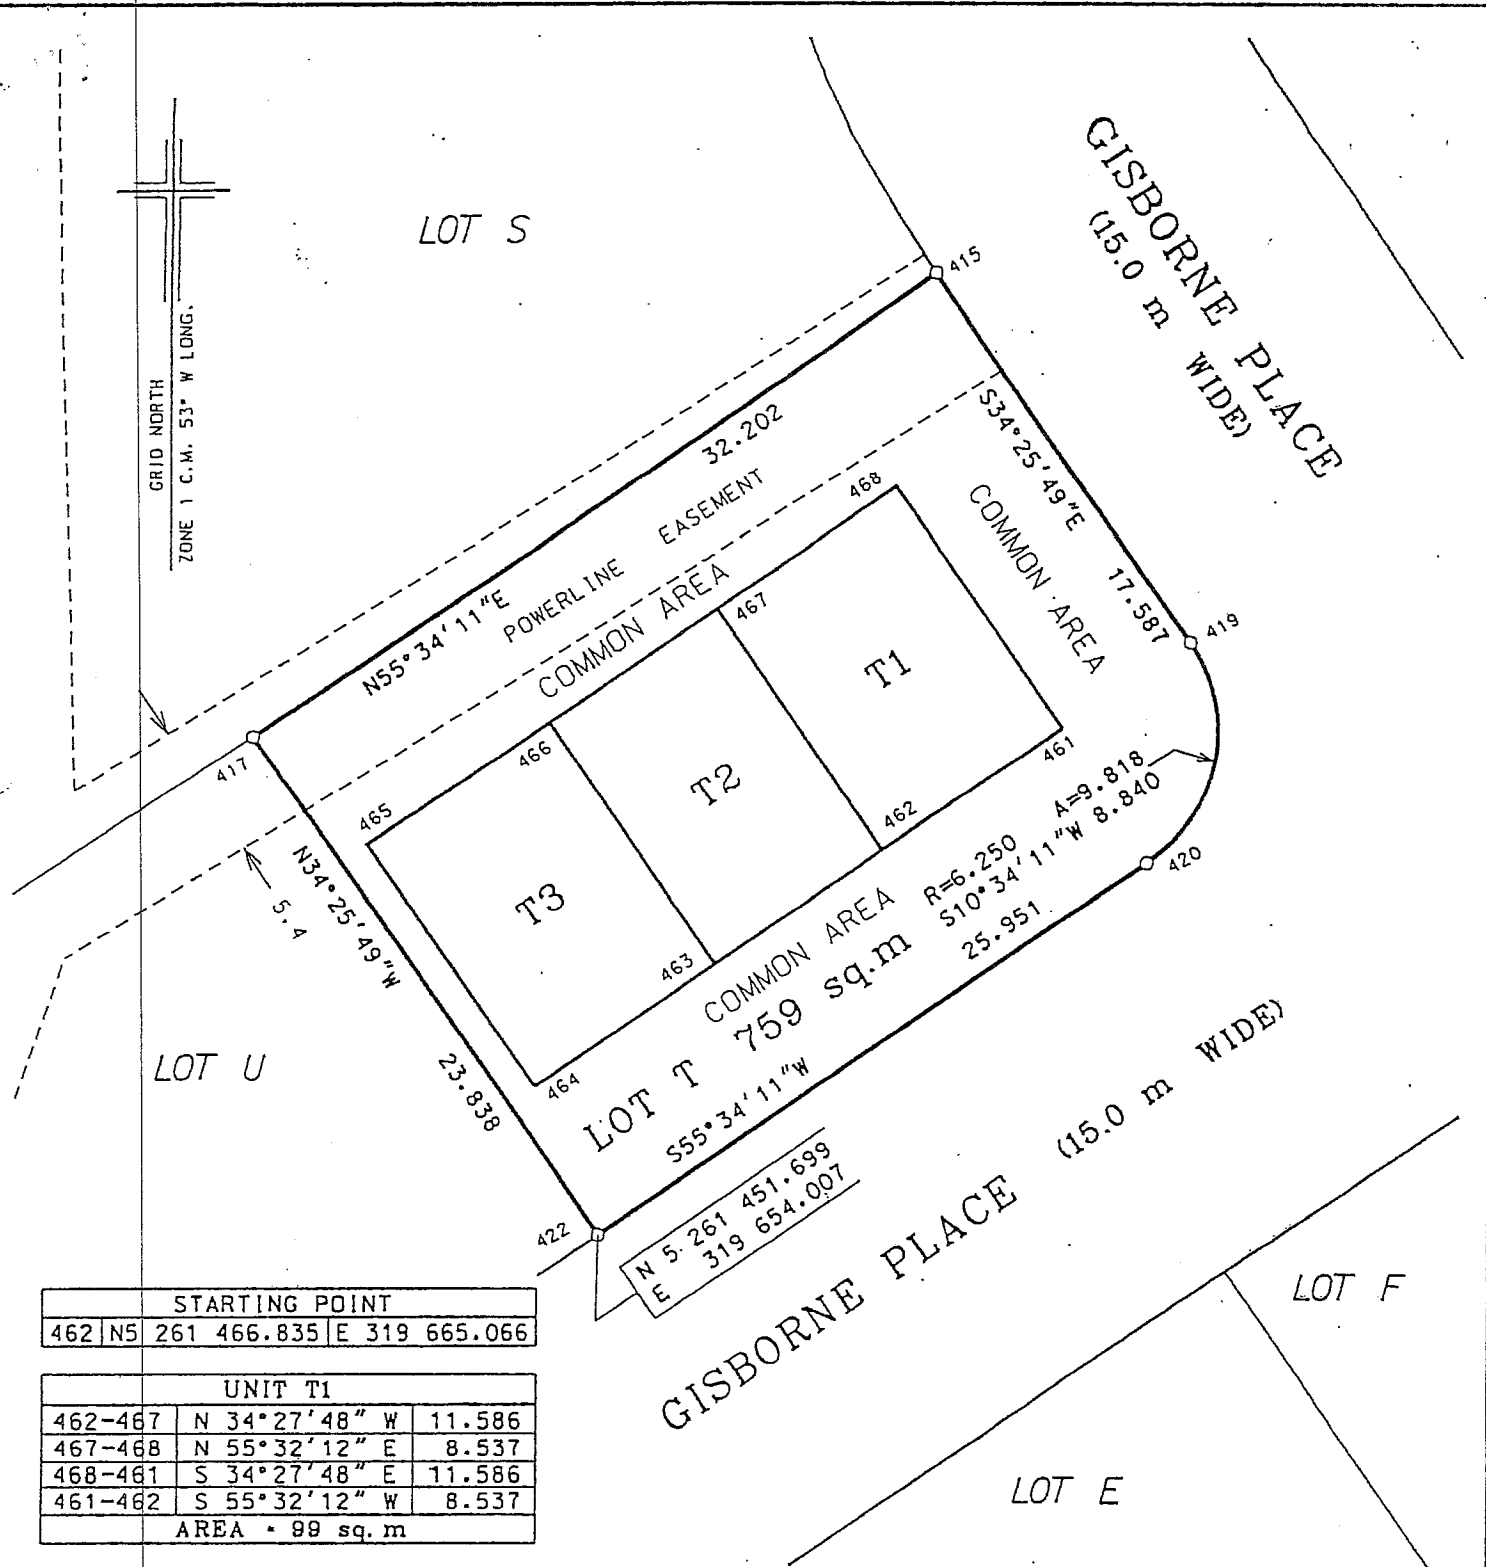 GRID NORTH
ZONE 1 C.M. 53° W LONG.
LOT S
415
GISBORNE PLACE
(15.0 m WIDE)
32.202
N55°34'11"E
POWERLINE EASEMENT
COMMON AREA
S34°25'49"E
17.587
COMMON AREA
468
467
466
465
417
419
T1
T2
T3
461
462
463
464
A=9.818
R=6.250
S10°34'11"W 8.840
420
5.4
N34°25'49"W
23.838
COMMON AREA
LOT T 759 sq.m
25.951
S55°34'11"W
LOT U
422
N 5 261 451.699
E 319 654.007
GISBORNE PLACE (15.0 m WIDE)
LOT F
LOT E
STARTING POINT
462 N5 261 466.835 E 319 665.066
UNIT T1
462-467 N 34°27'48" W 11.586
467-468 N 55°32'12" E 8.537
468-461 S 34°27'48" E 11.586
461-462 S 55°32'12" W 8.537
AREA = 99 sq. m